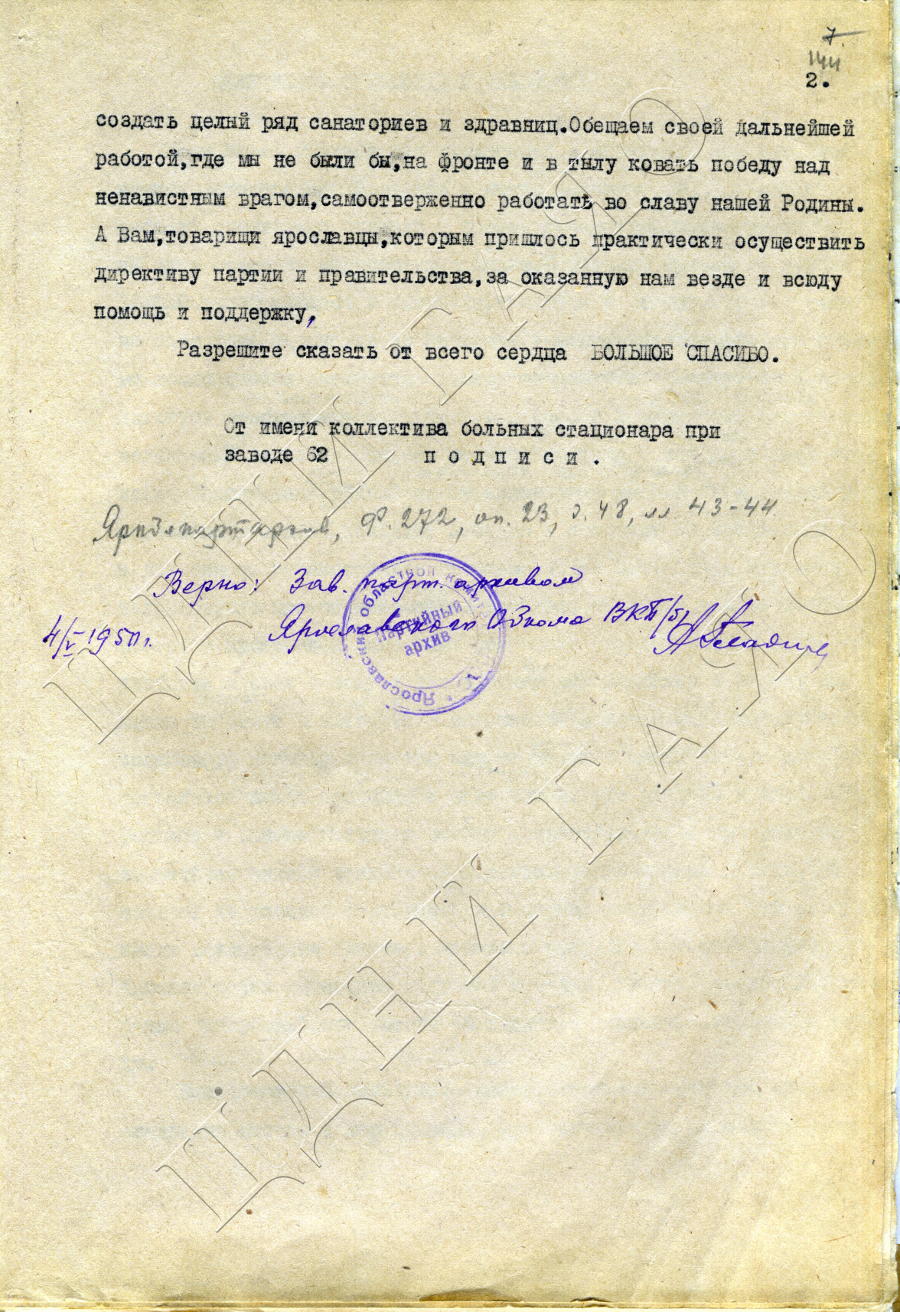 7
144
2.
создать целый ряд санаториев и здравниц.Обещаем своей дальнейшей
работой,где мы не были бы,на фронте и в тылу ковать победу над
ненавистным врагом,самоотверженно работать во славу нашей Родины.
А Вам,товарищи ярославцы,которым пришлось практически осуществить
директиву партии и правительства,за оказанную нам везде и всюду
помощь и поддержку,
Разрешите сказать от всего сердца БОЛЬШОЕ СПАСИБО.
От имени коллектива больных стационара при
заводе 62 п о д п и с и .
Ф. 272, оп. 23, д. 48, лл 43-44
Верно: Зав. парт. архивом
4/V 1950г. Ярославского Обкома ВКП/б/
Ярославский областной
Партийный
архив
ЦДНИ ГАЯО
ЦДНИ ГАЯО